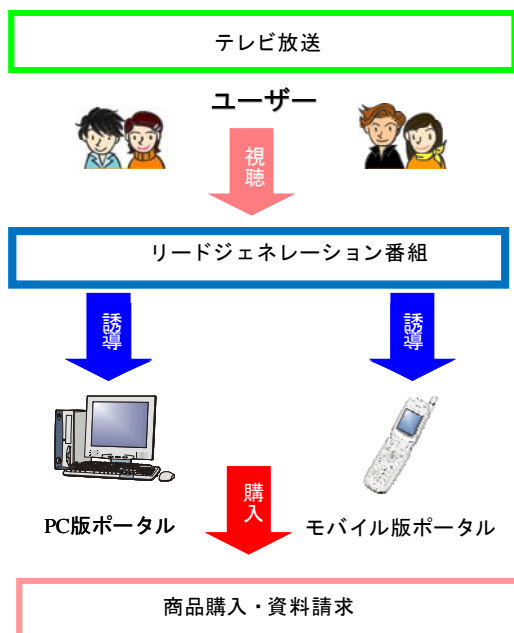 テレビ放送
ユーザー
視聴
リードジェネレーション番組
誘導
誘導
購入
PC版ポータル
モバイル版ポータル
商品購入・資料請求